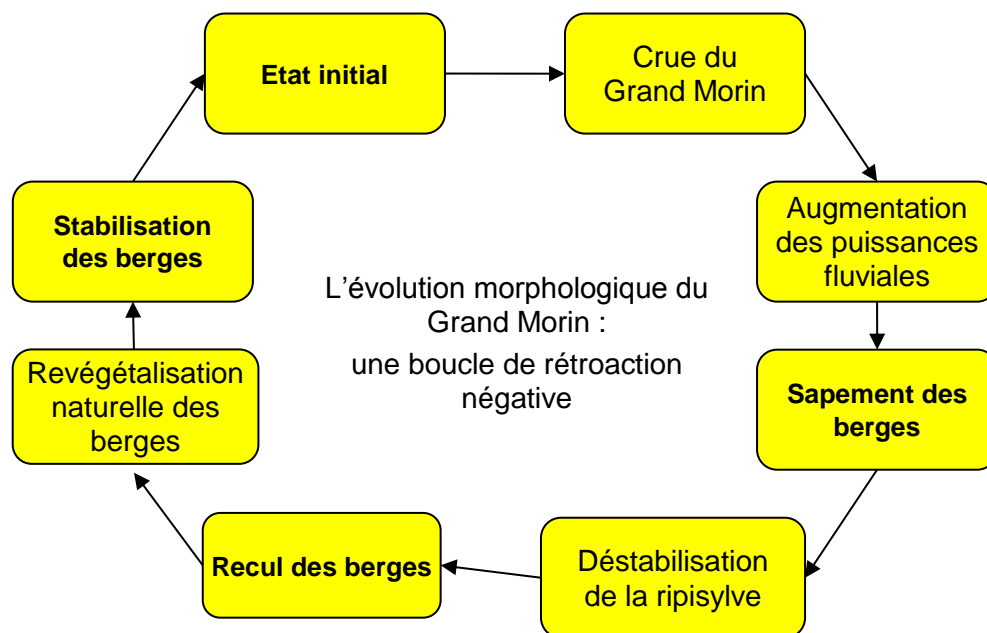 Etat initial
Crue du
Grand Morin
Augmentation
des puissances
fluviales
Sapement des
berges
Déstabilisation
de la ripisylve
Recul des berges
Revégétalisation
naturelle des
berges
Stabilisation
des berges
L'évolution morphologique du
Grand Morin :
une boucle de rétroaction
négative